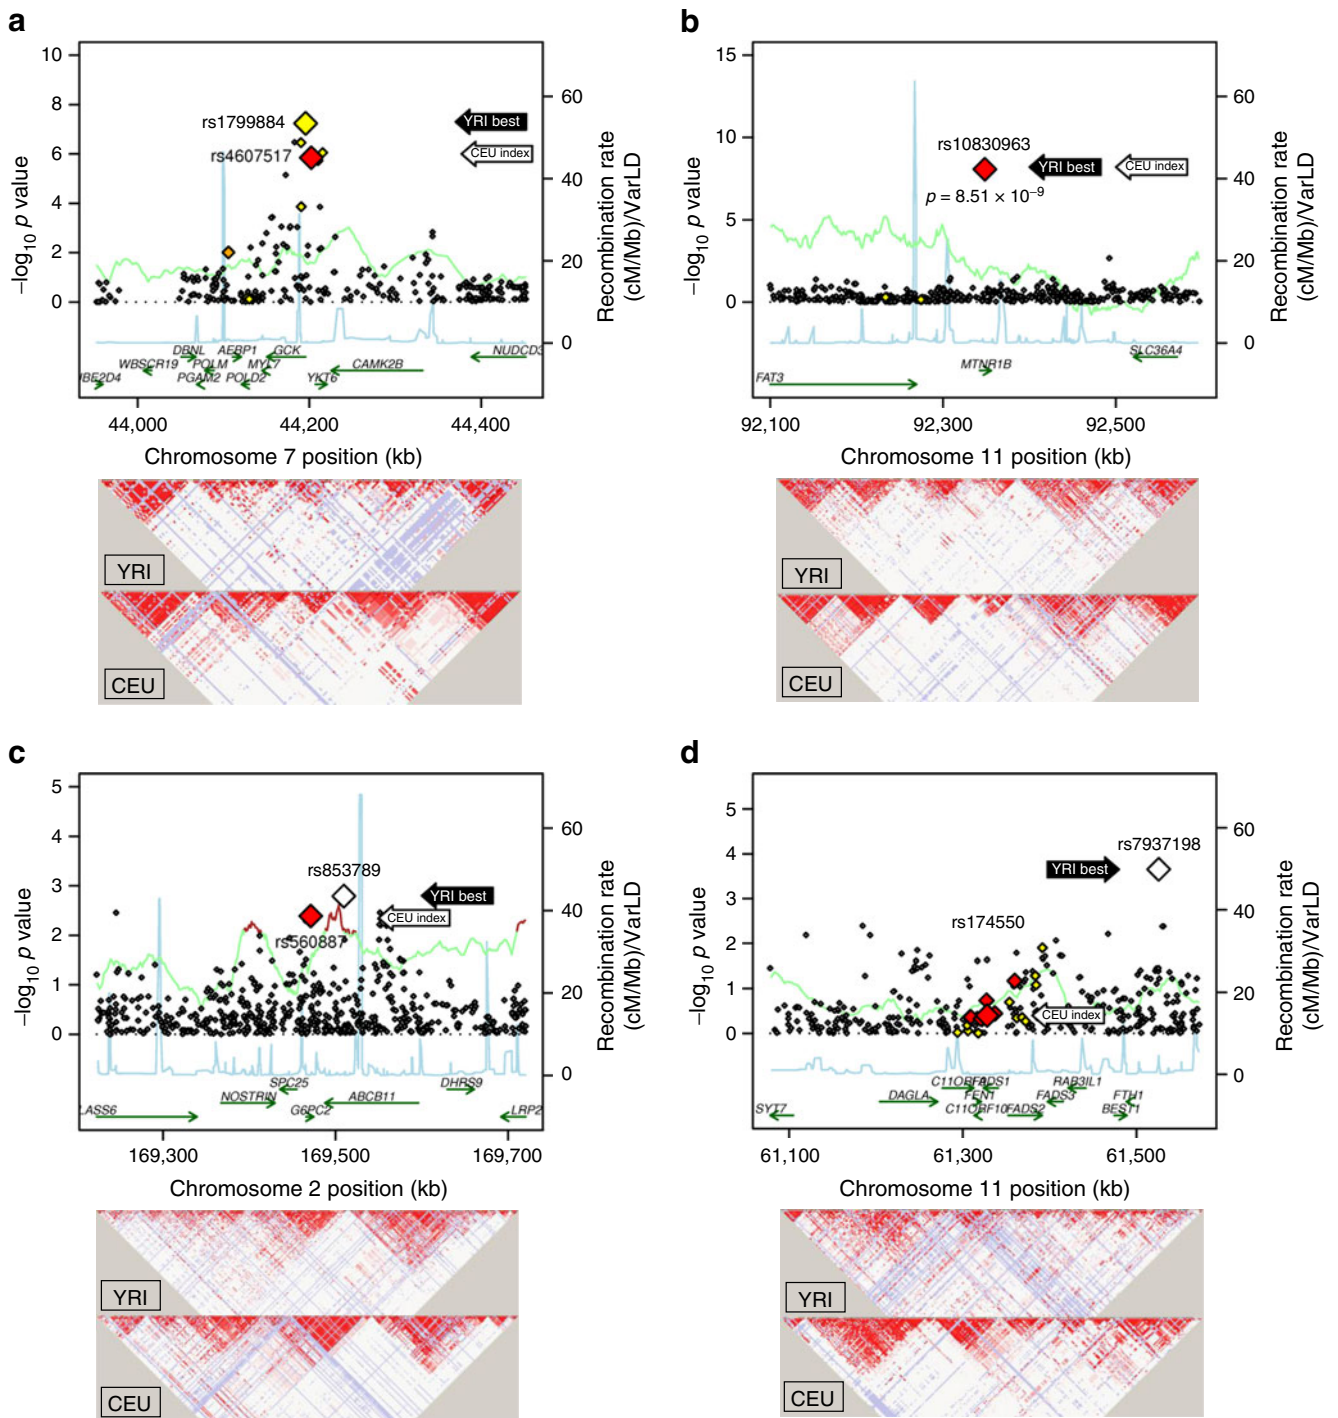 a
10
8
6
4
2
0
−log10 p value
60
40
20
0
Recombination rate
(cM/Mb)/VarLD
rs1799884
YRI best
rs4607517
CEU index
DBNL AEBP1 GCK NUDCD3
WBSCR19 POLM MYL7 CAMK2B
PGAM2 POLD2 YKT6
44,000 44,200 44,400
Chromosome 7 position (kb)
YRI
CEU
b
15
10
5
0
−log10 p value
60
40
20
0
Recombination rate
(cM/Mb)/VarLD
rs10830963
YRI best
CEU index
p = 8.51 × 10−9
SLC36A4
MTNR1B
FAT3
92,100 92,300 92,500
Chromosome 11 position (kb)
YRI
CEU
c
5
4
3
2
1
0
−log10 p value
60
40
20
0
Recombination rate
(cM/Mb)/VarLD
rs853789
YRI best
CEU index
rs560887
SPC25 DHRS9
NOSTRIN ABCB11
LASS6 G6PC2 LRP2
169,300 169,500 169,700
Chromosome 2 position (kb)
YRI
CEU
d
5
4
3
2
1
0
−log10 p value
60
40
20
0
Recombination rate
(cM/Mb)/VarLD
rs7937198
YRI best
rs174550
CEU index
FADS1 RAB3IL1
DAGLA FEN1 FADS3 FTH1
SYT7 C11ORF10 FADS2 BEST1
61,100 61,300 61,500
Chromosome 11 position (kb)
YRI
CEU